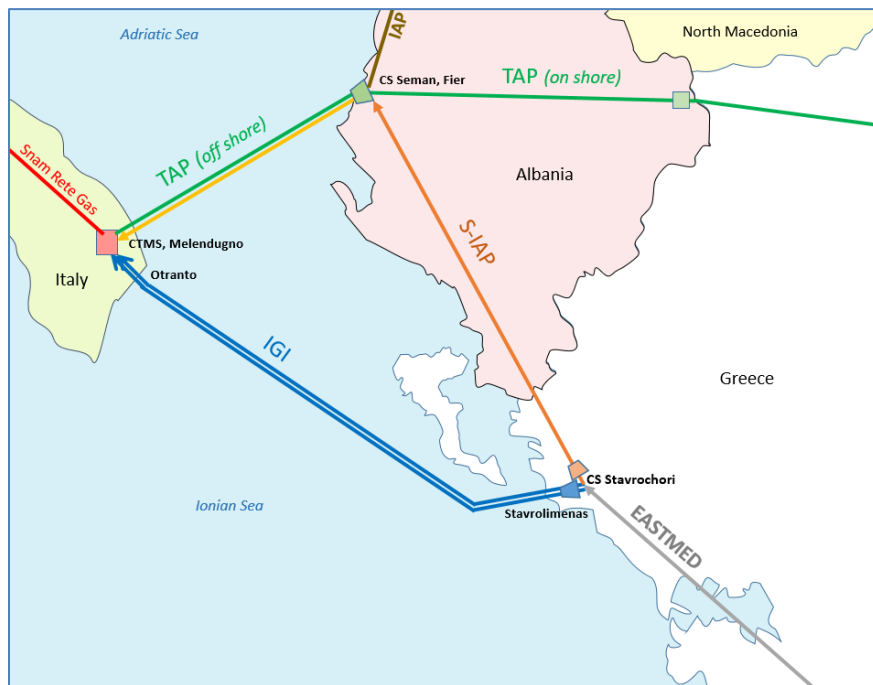 Adriatic Sea
IAP
North Macedonia
CS Seman, Fier
TAP (on shore)
TAP (off shore)
Snam Rete Gas
Albania
S-IAP
CTMS, Melendugno
Otranto
Italy
IGI
Greece
CS Stavrochori
Ionian Sea
Stavrolimenas
EASTMED